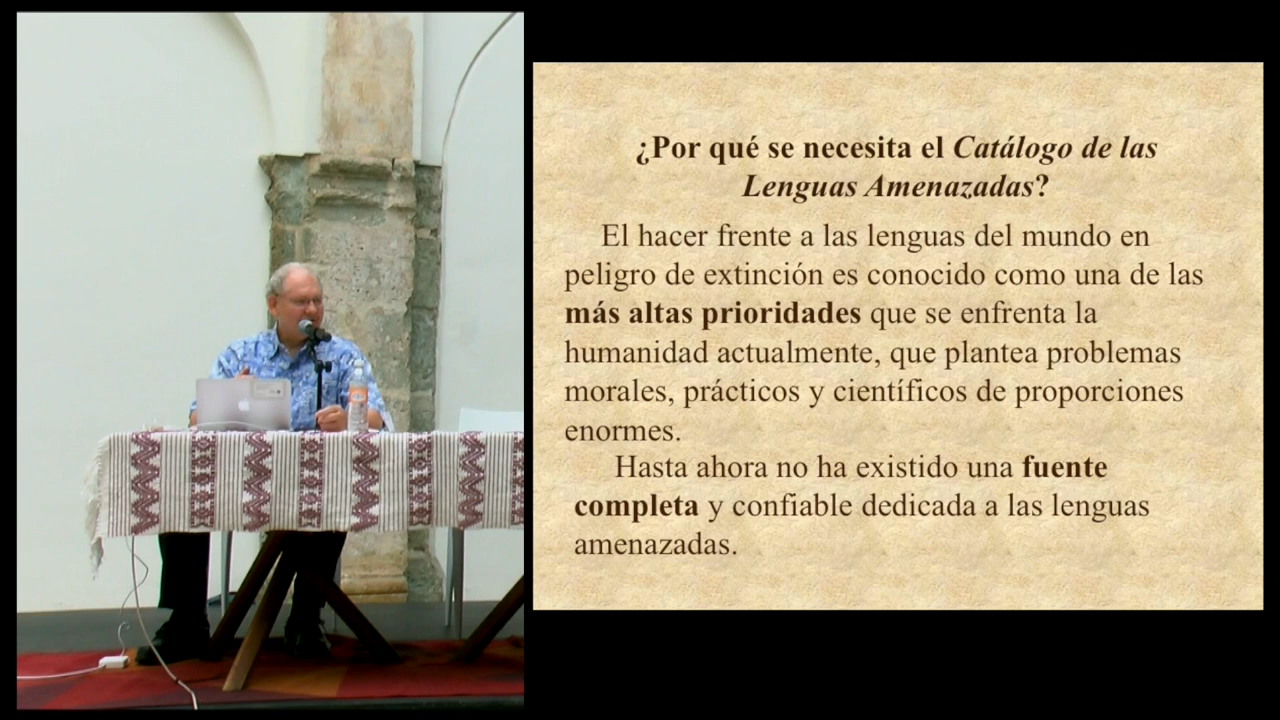 ¿Por qué se necesita el Catálogo de las
Lenguas Amenazadas?
El hacer frente a las lenguas del mundo en
peligro de extinción es conocido como una de las
más altas prioridades que se enfrenta la
humanidad actualmente, que plantea problemas
morales, prácticos y científicos de proporciones
enormes.
Hasta ahora no ha existido una fuente
completa y confiable dedicada a las lenguas
amenazadas.